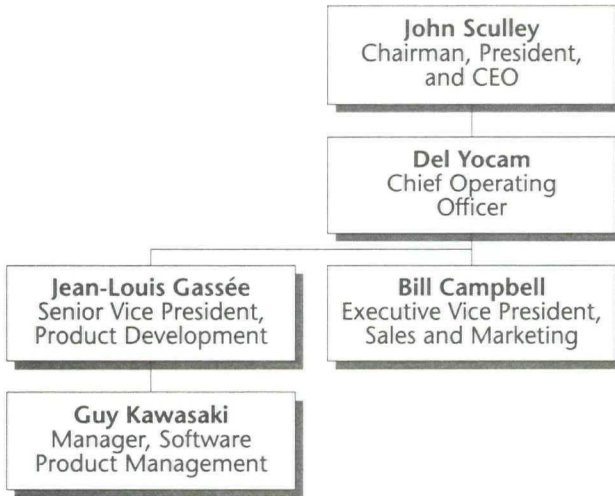 John Sculley
Chairman, President,
and CEO
Del Yocam
Chief Operating
Officer
Jean-Louis Gassée
Senior Vice President,
Product Development
Bill Campbell
Executive Vice President,
Sales and Marketing
Guy Kawasaki
Manager, Software
Product Management